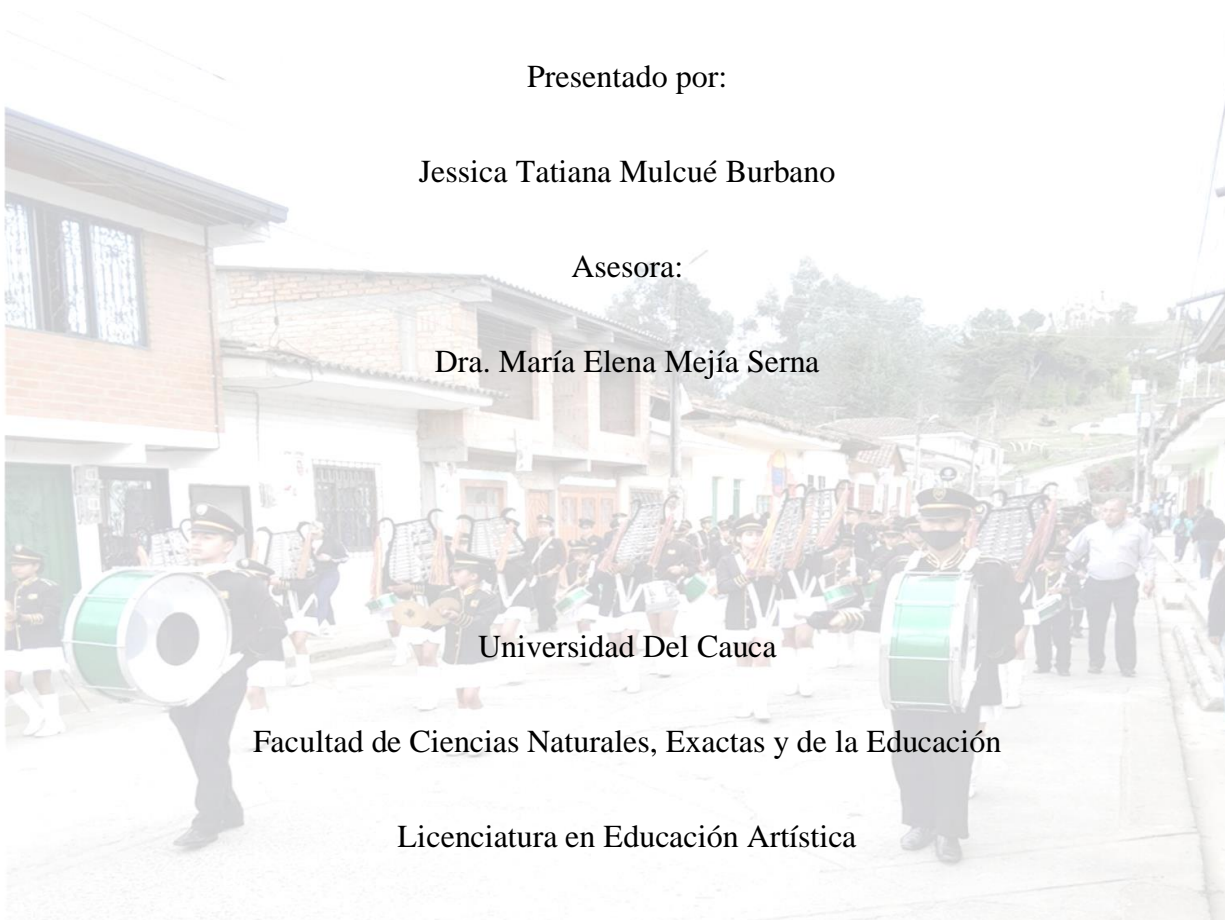 Presentado por:
Jessica Tatiana Mulcué Burbano
Asesora:
Dra. María Elena Mejía Serna
Universidad Del Cauca
Facultad de Ciencias Naturales, Exactas y de la Educación
Licenciatura en Educación Artística